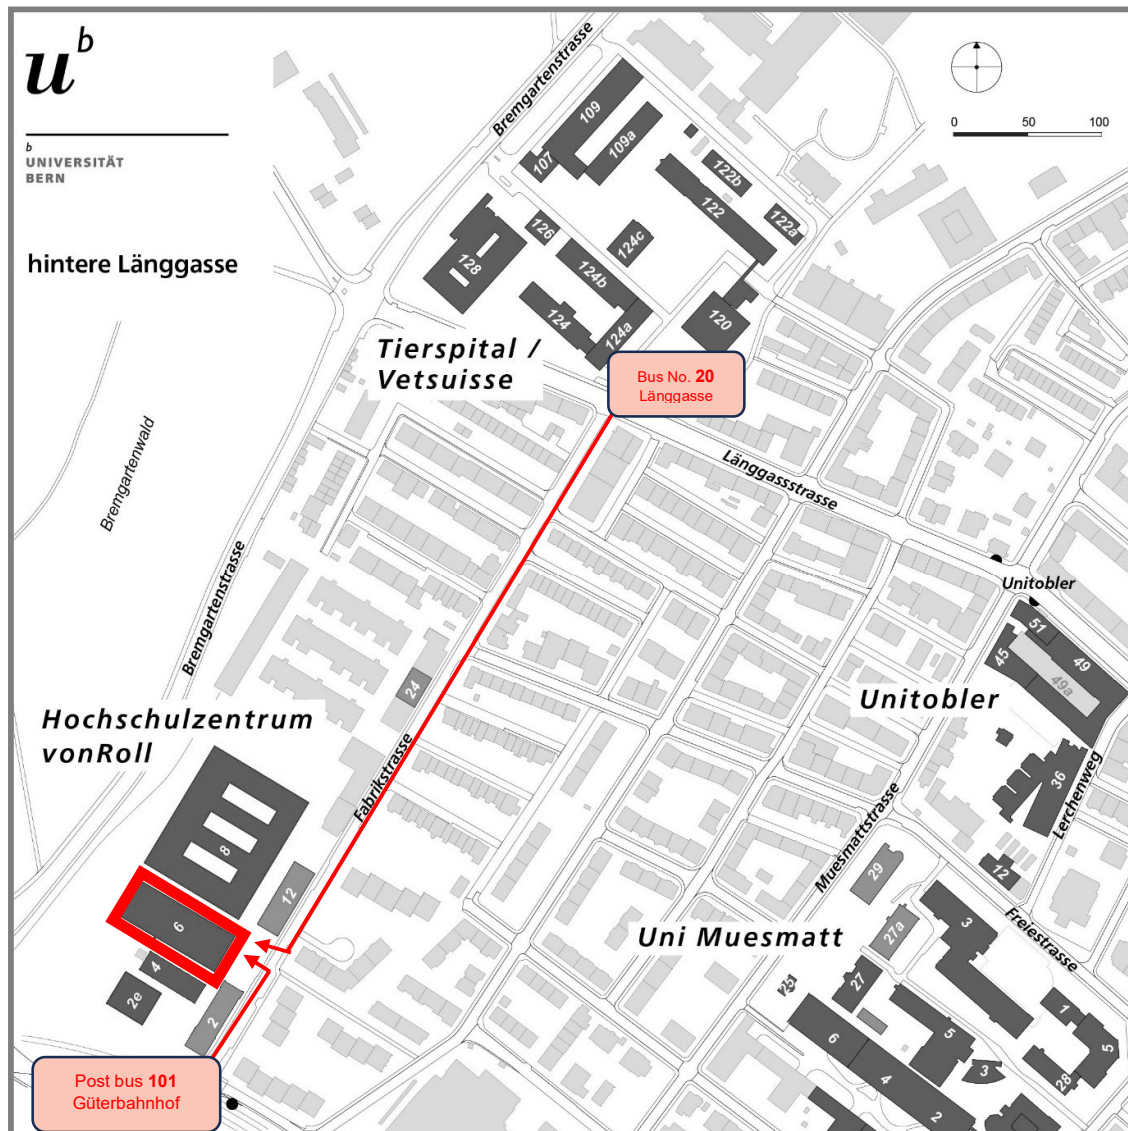 u^b
b
UNIVERSITÄT
BERN
hintere Länggasse
0 50 100
Bremgartenstrasse
109
109a
107
122b
122
122a
126
124c
128
124b
124
124a
120
Tierspital /
Vetsuisse
Bus No. 20
Länggasse
Länggassstrasse
Bremgartenwald
Bremgartenstrasse
Unitobler
51
45
49
49a
24
Unitobler
Hochschulzentrum
vonRoll
Fabrikstrasse
36
Lerchenweg
Muesmattstrasse
8
12
29
12
6
27a
3
Freiestrasse
Uni Muesmatt
4
2e
25
27
2
1
5
5
6
3
28
4
2
Post bus 101
Güterbahnhof